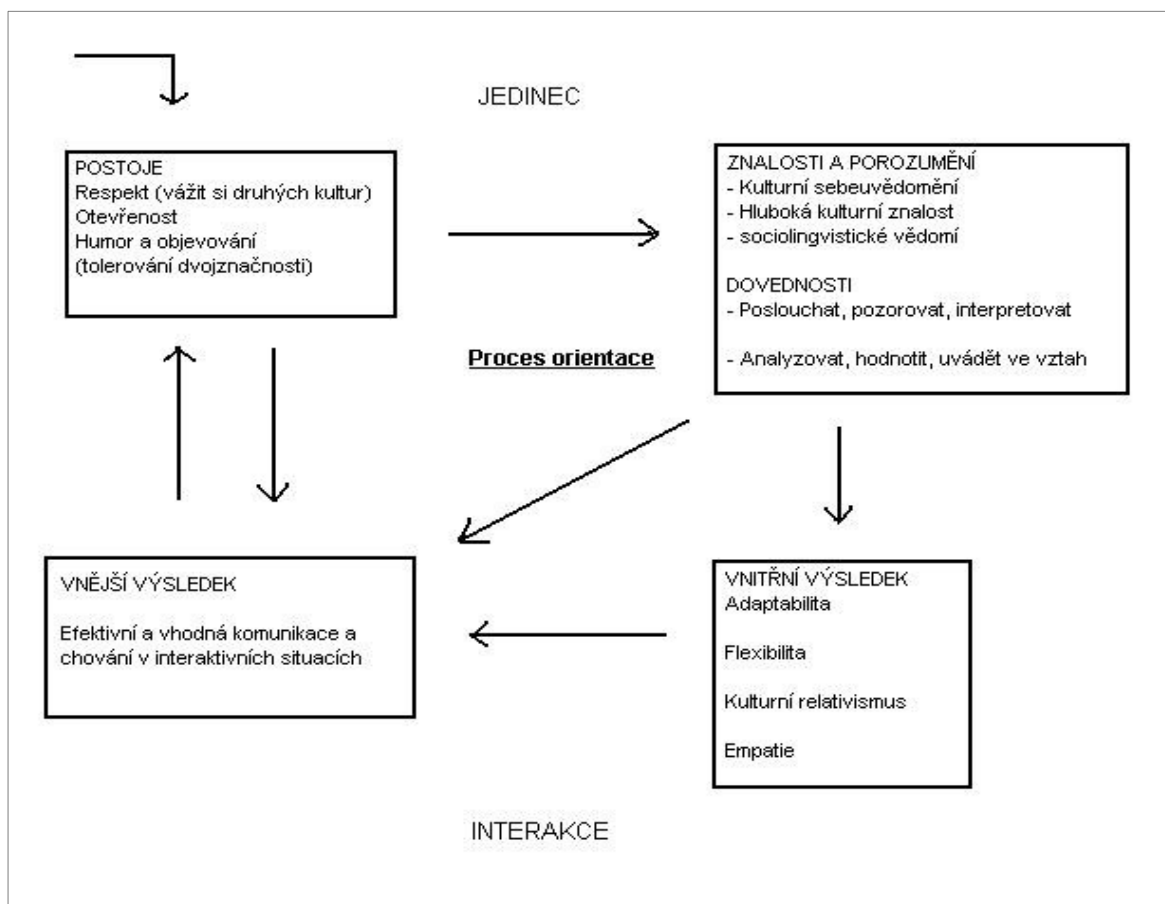 JEDINEC
POSTOJE
Respekt (vážit si druhých kultur)
Otevřenost
Humor a objevování
(tolerování dvojznačnosti)
ZNALOSTI A POROZUMĚNÍ
- Kulturní sebeuvědomění
- Hluboká kulturní znalost
- sociolingvistické vědomí
DOVEDNOSTI
- Poslouchat, pozorovat, interpretovat
- Analyzovat, hodnotit, uvádět ve vztah
Proces orientace
VNĚJŠÍ VÝSLEDEK
Efektivní a vhodná komunikace a
chování v interaktivních situacích
VNITŘNÍ VÝSLEDEK
Adaptabilita
Flexibilita
Kulturní relativismus
Empatie
INTERAKCE